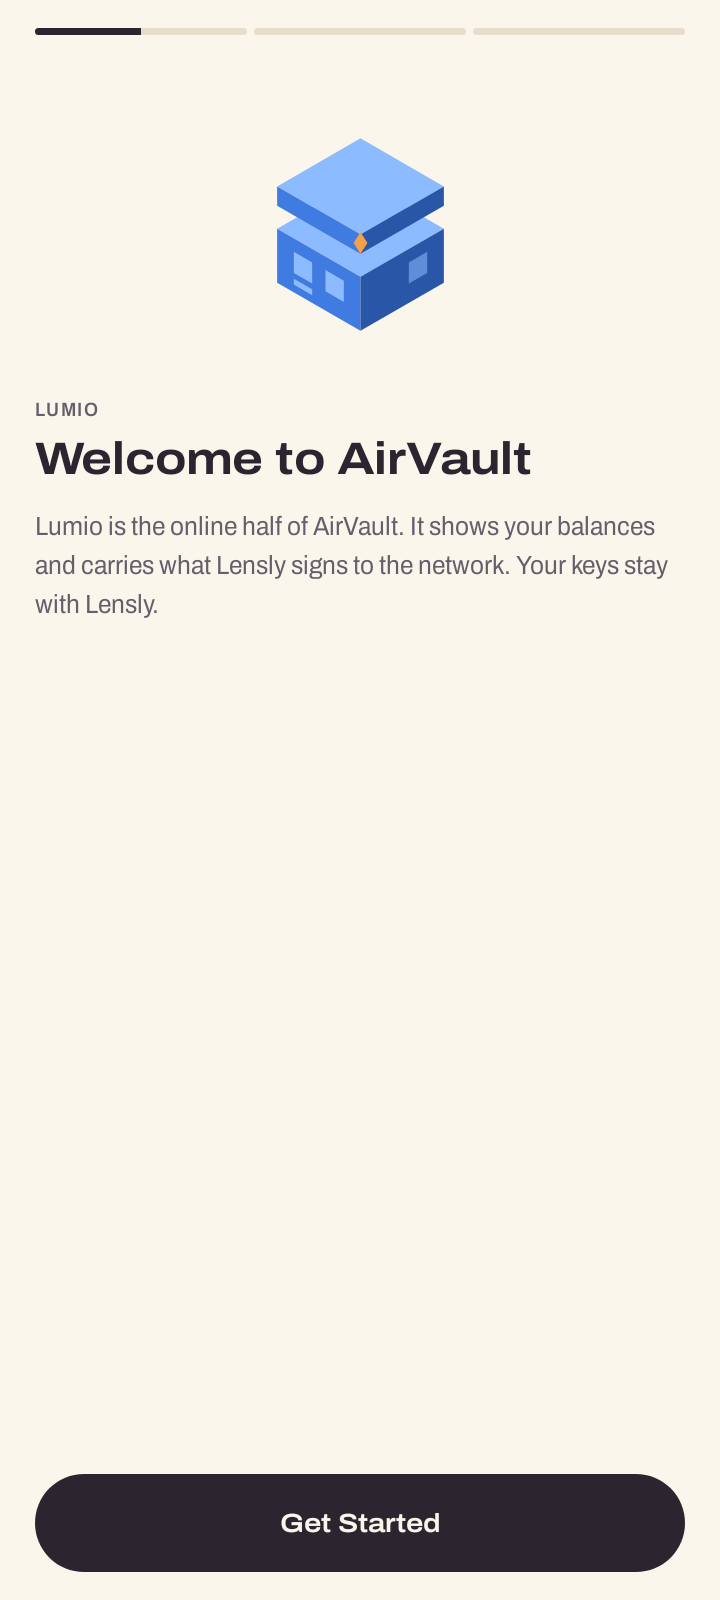 LUMIO
Welcome to AirVault
Lumio is the online half of AirVault. It shows your balances
and carries what Lensly signs to the network. Your keys stay
with Lensly.
Get Started